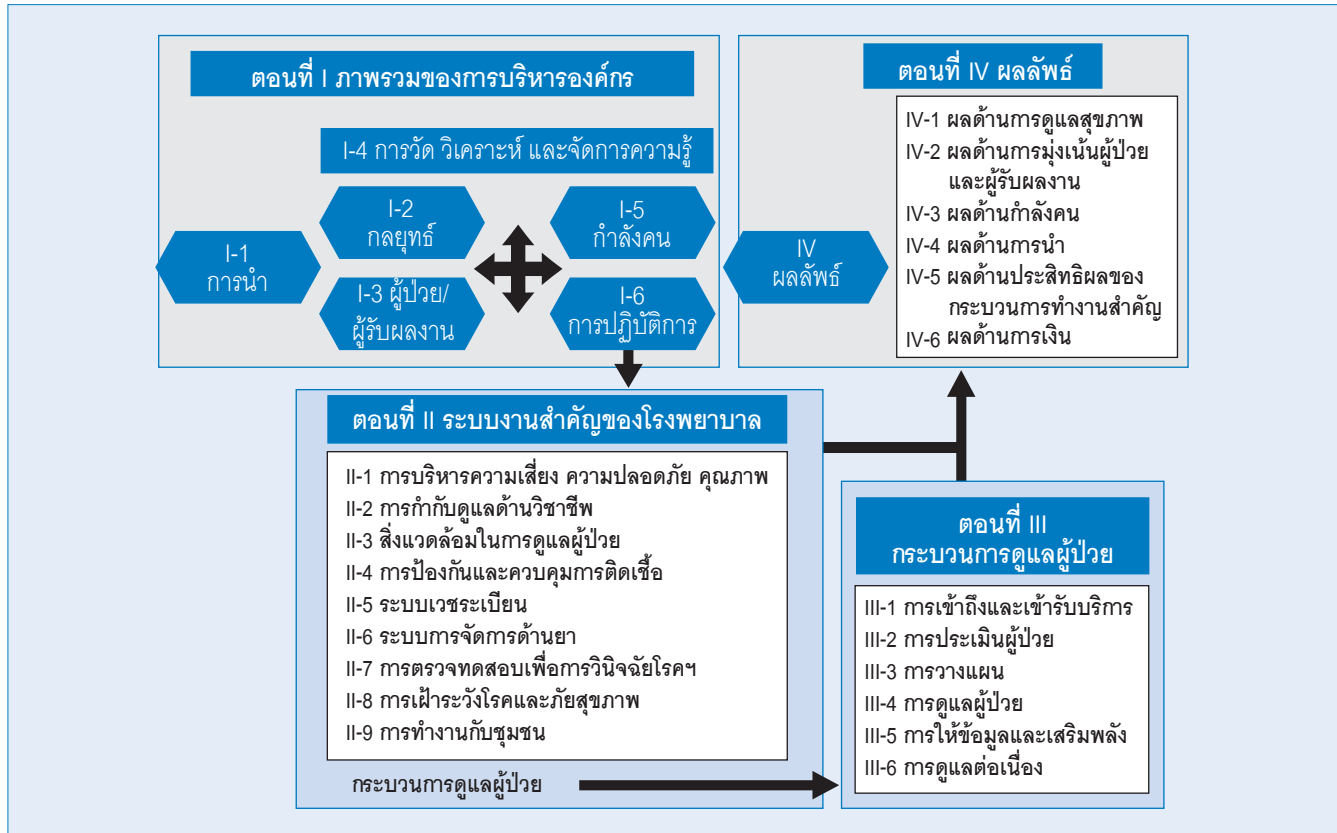 ตอนที่ I ภาพรวมของการบริหารองค์กร
I-4 การวัด วิเคราะห์ และจัดการความรู้
I-1
การนำ
I-2
กลยุทธ์
I-3 ผู้ป่วย/
ผู้รับผลงาน
I-5
กำลังคน
I-6
การปฏิบัติการ
ตอนที่ IV ผลลัพธ์
IV
ผลลัพธ์
IV-1 ผลด้านการดูแลสุขภาพ
IV-2 ผลด้านการมุ่งเน้นผู้ป่วย
และผู้รับผลงาน
IV-3 ผลด้านกำลังคน
IV-4 ผลด้านการนำ
IV-5 ผลด้านประสิทธิผลของ
กระบวนการทำงานสำคัญ
IV-6 ผลด้านการเงิน
ตอนที่ II ระบบงานสำคัญของโรงพยาบาล
II-1 การบริหารความเสี่ยง ความปลอดภัย คุณภาพ
II-2 การกำกับดูแลด้านวิชาชีพ
II-3 สิ่งแวดล้อมในการดูแลผู้ป่วย
II-4 การป้องกันและควบคุมการติดเชื้อ
II-5 ระบบเวชระเบียน
II-6 ระบบการจัดการด้านยา
II-7 การตรวจทดสอบเพื่อการวินิจฉัยโรคฯ
II-8 การเฝ้าระวังโรคและภัยสุขภาพ
II-9 การทำงานกับชุมชน
กระบวนการดูแลผู้ป่วย
ตอนที่ III
กระบวนการดูแลผู้ป่วย
III-1 การเข้าถึงและเข้ารับบริการ
III-2 การประเมินผู้ป่วย
III-3 การวางแผน
III-4 การดูแลผู้ป่วย
III-5 การให้ข้อมูลและเสริมพลัง
III-6 การดูแลต่อเนื่อง